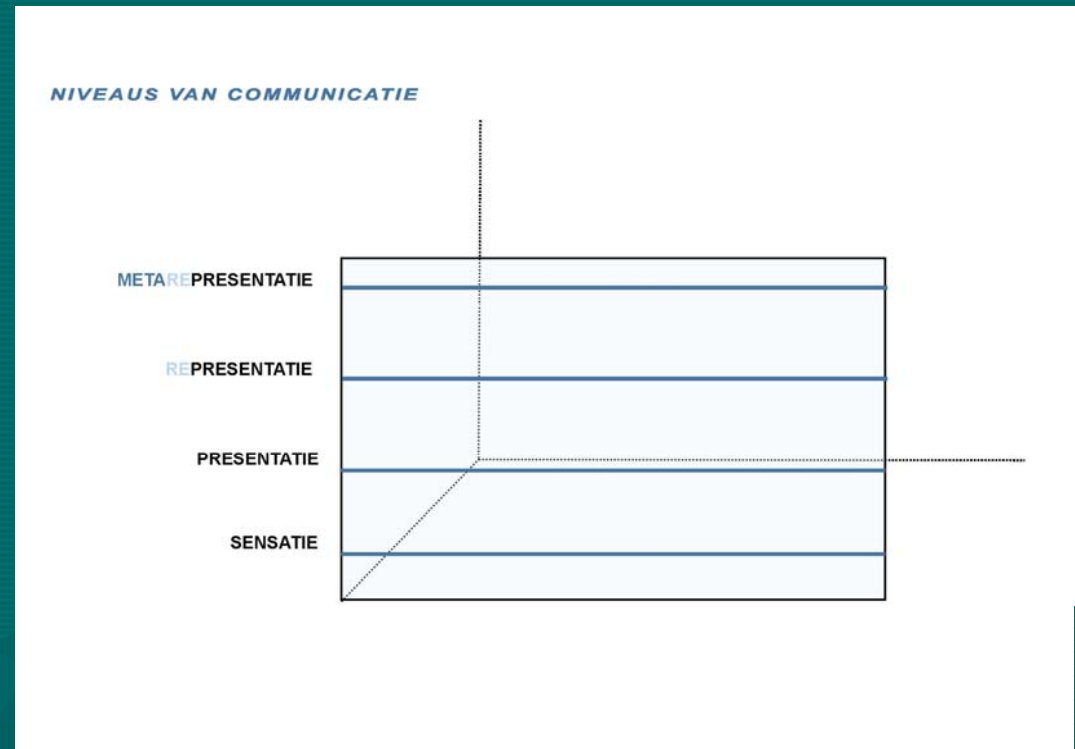 NIVEAUS VAN COMMUNICATIE
METAREPRESENTATIE
REPRESENTATIE
PRESENTATIE
SENSATIE